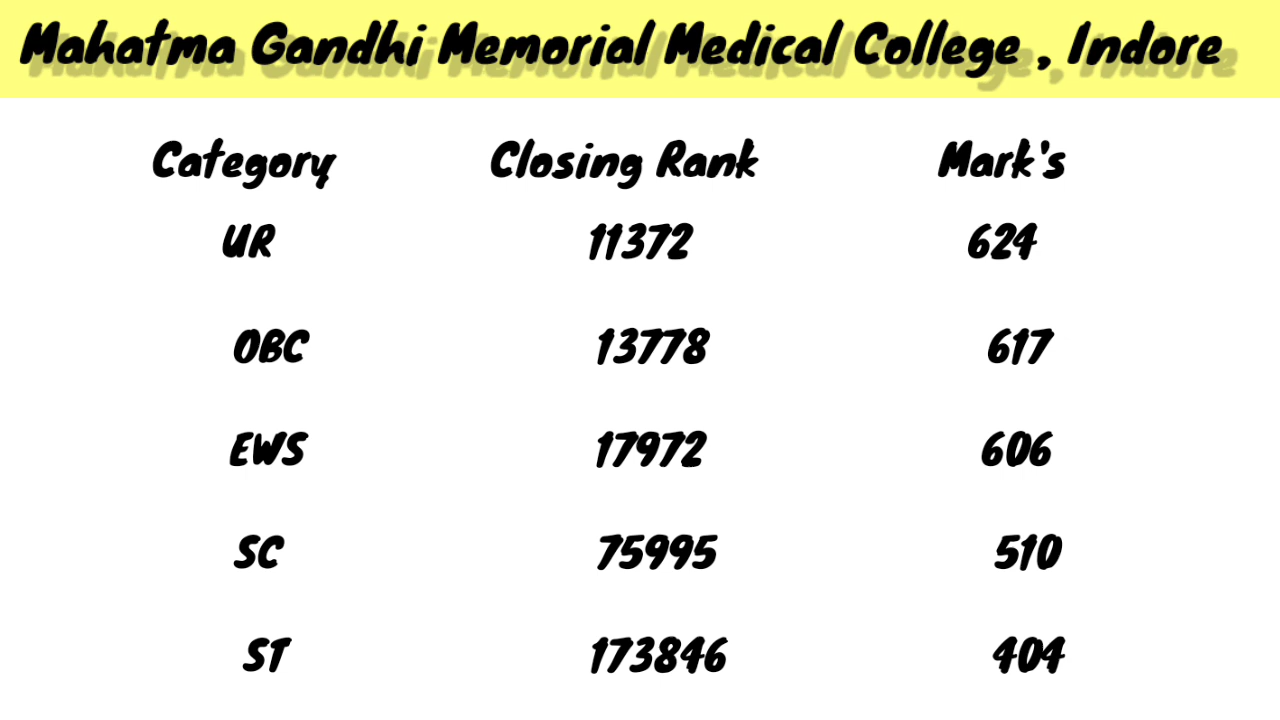 Mahatma Gandhi Memorial Medical College , Indore
Category Closing Rank Mark's
UR 11372 624
OBC 13778 617
EWS 17972 606
SC 75995 510
ST 173846 404